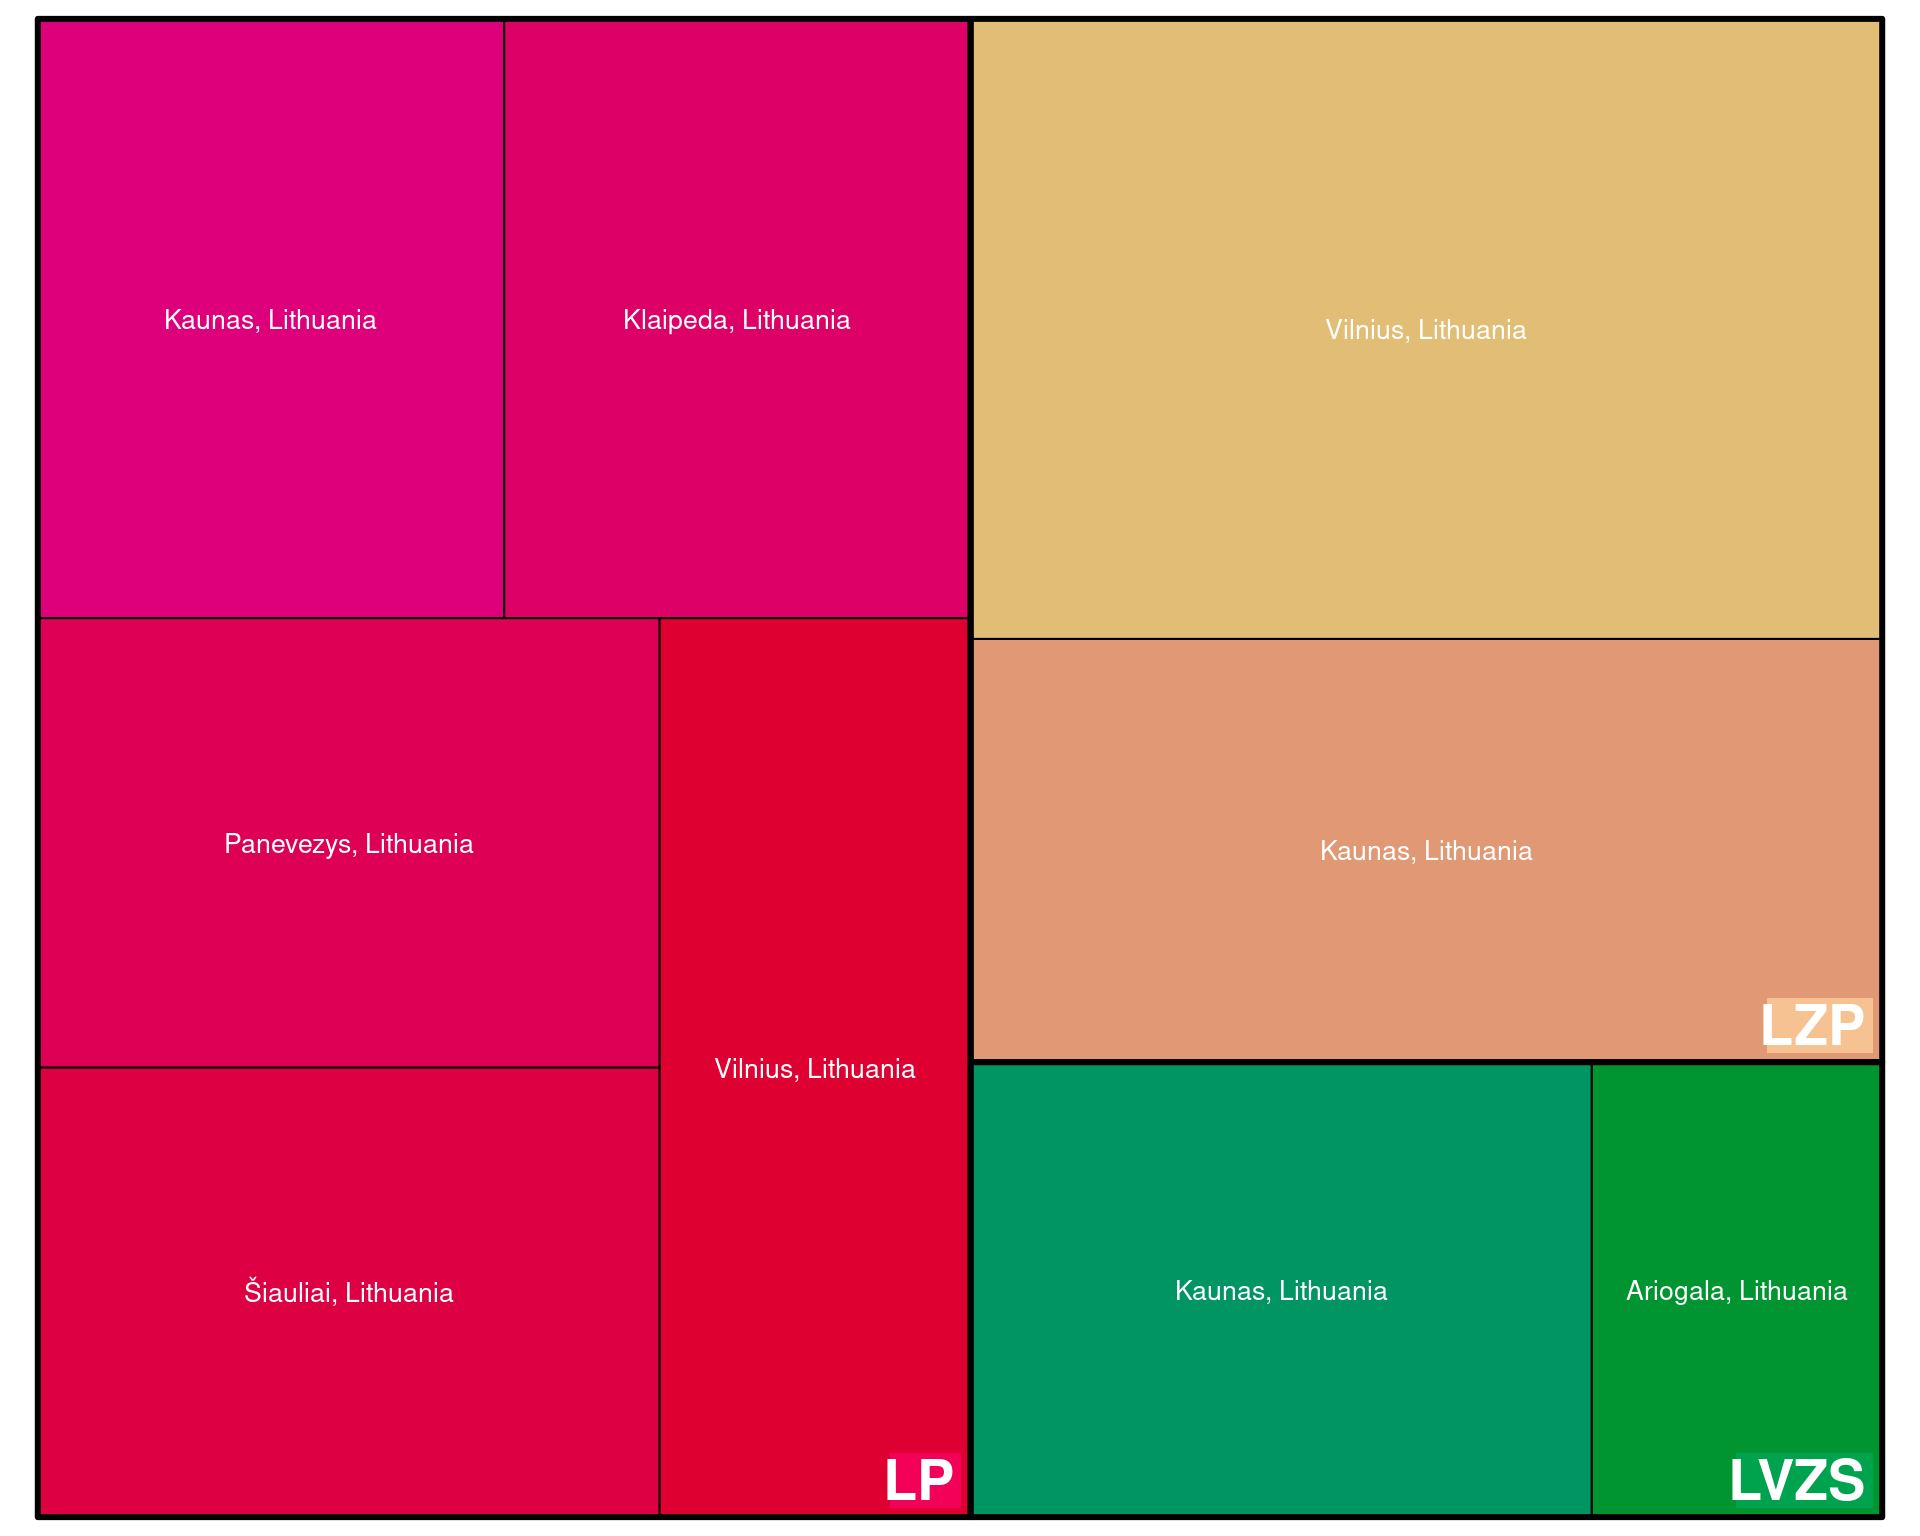 Kaunas, Lithuania
Klaipeda, Lithuania
Panevezys, Lithuania
Vilnius, Lithuania
Šiauliai, Lithuania
LP
Vilnius, Lithuania
Kaunas, Lithuania
LZP
Kaunas, Lithuania
Ariogala, Lithuania
LVZS